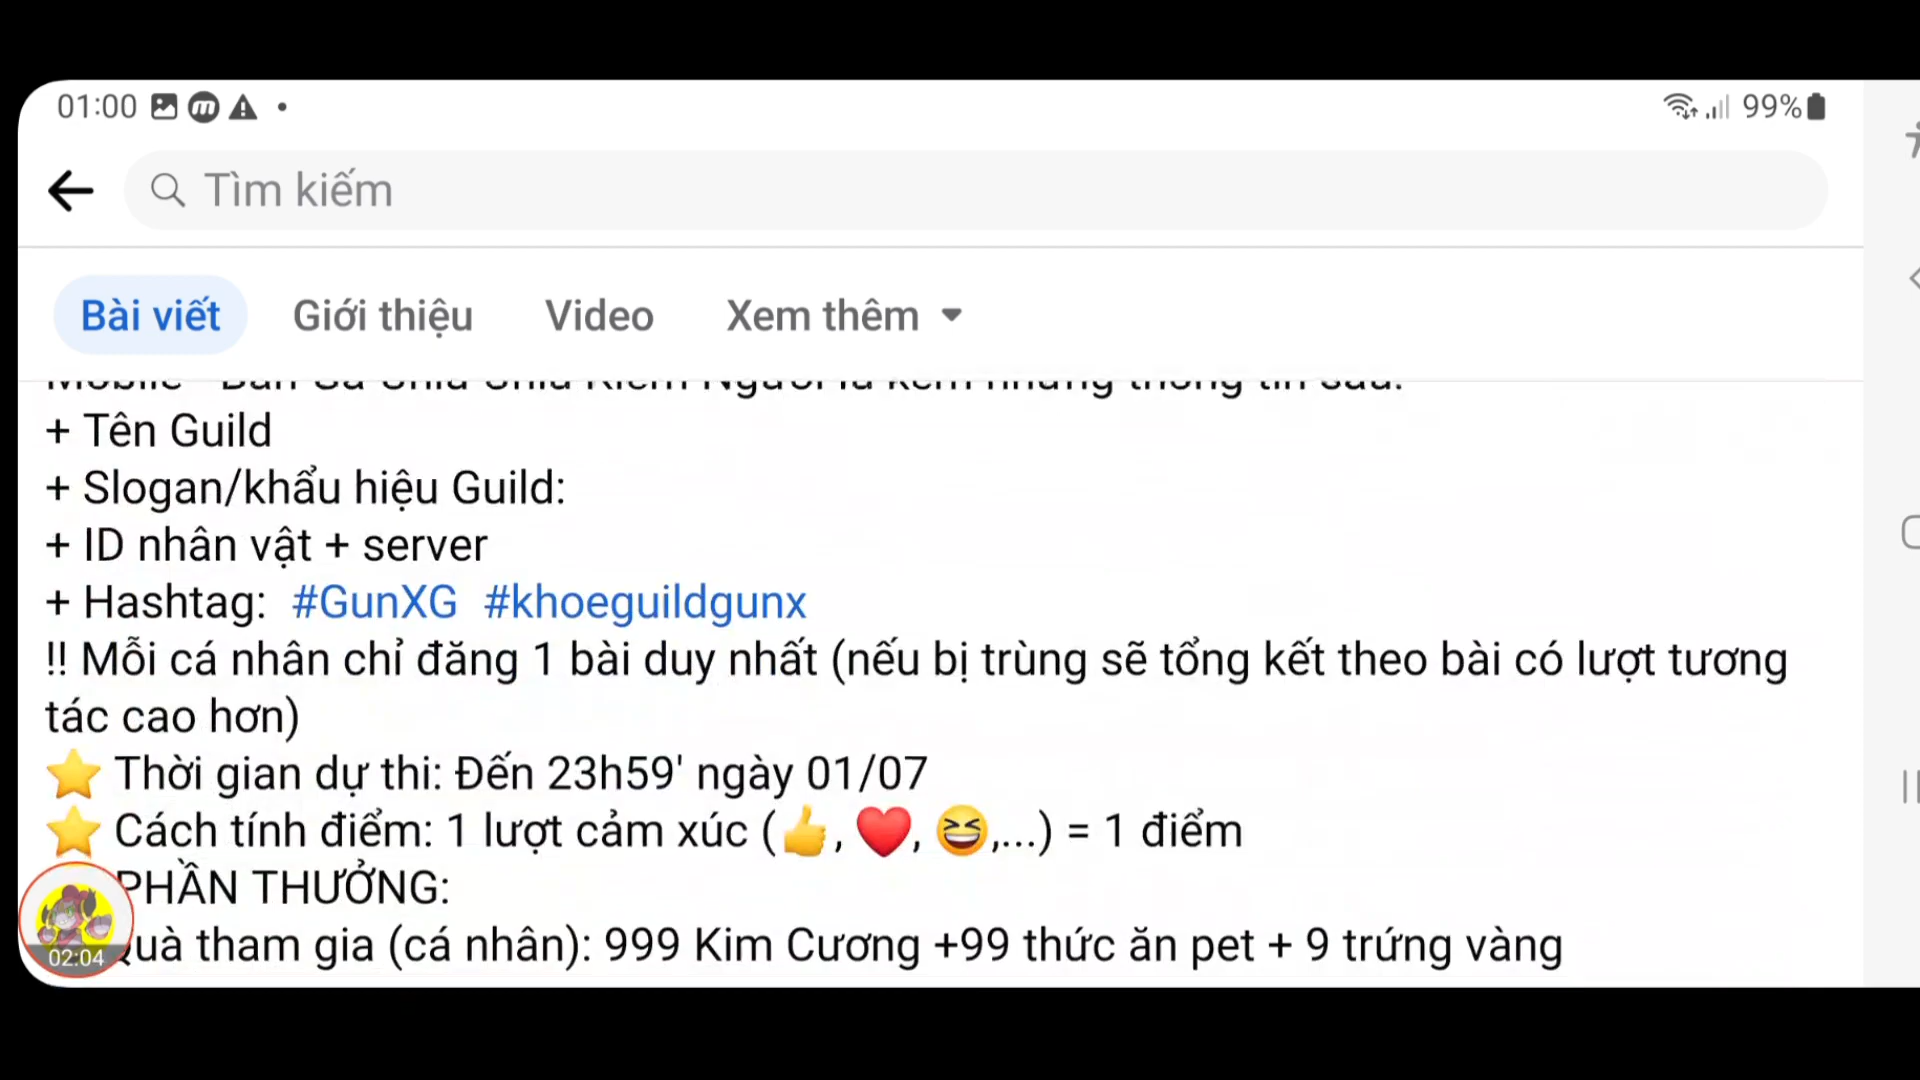 01:00
99%
Tìm kiếm
Bài viết Giới thiệu Video Xem thêm
+ Tên Guild
+ Slogan/khẩu hiệu Guild:
+ ID nhân vật + server
+ Hashtag: #GunXG #khoeguildgunx
!! Mỗi cá nhân chỉ đăng 1 bài duy nhất (nếu bị trùng sẽ tổng kết theo bài có lượt tương
tác cao hơn)
⭐ Thời gian dự thi: Đến 23h59' ngày 01/07
⭐ Cách tính điểm: 1 lượt cảm xúc (👍, ❤️, 😆,...) = 1 điểm
PHẦN THƯỞNG:
tham gia (cá nhân): 999 Kim Cương +99 thức ăn pet + 9 trứng vàng
02:04